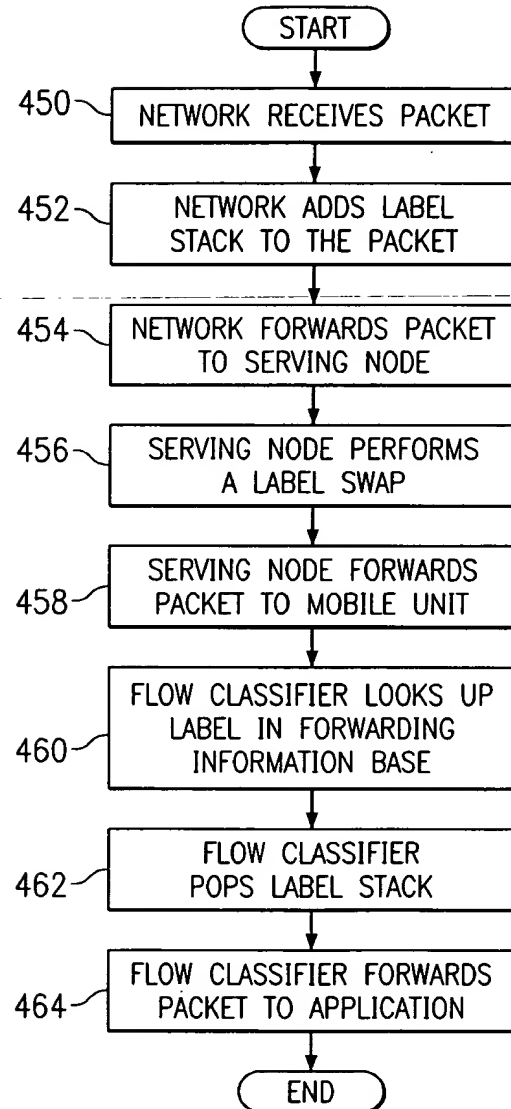 START
450
NETWORK RECEIVES PACKET
452
NETWORK ADDS LABEL
STACK TO THE PACKET
454
NETWORK FORWARDS PACKET
TO SERVING NODE
456
SERVING NODE PERFORMS
A LABEL SWAP
458
SERVING NODE FORWARDS
PACKET TO MOBILE UNIT
460
FLOW CLASSIFIER LOOKS UP
LABEL IN FORWARDING
INFORMATION BASE
462
FLOW CLASSIFIER
POPS LABEL STACK
464
FLOW CLASSIFIER FORWARDS
PACKET TO APPLICATION
END